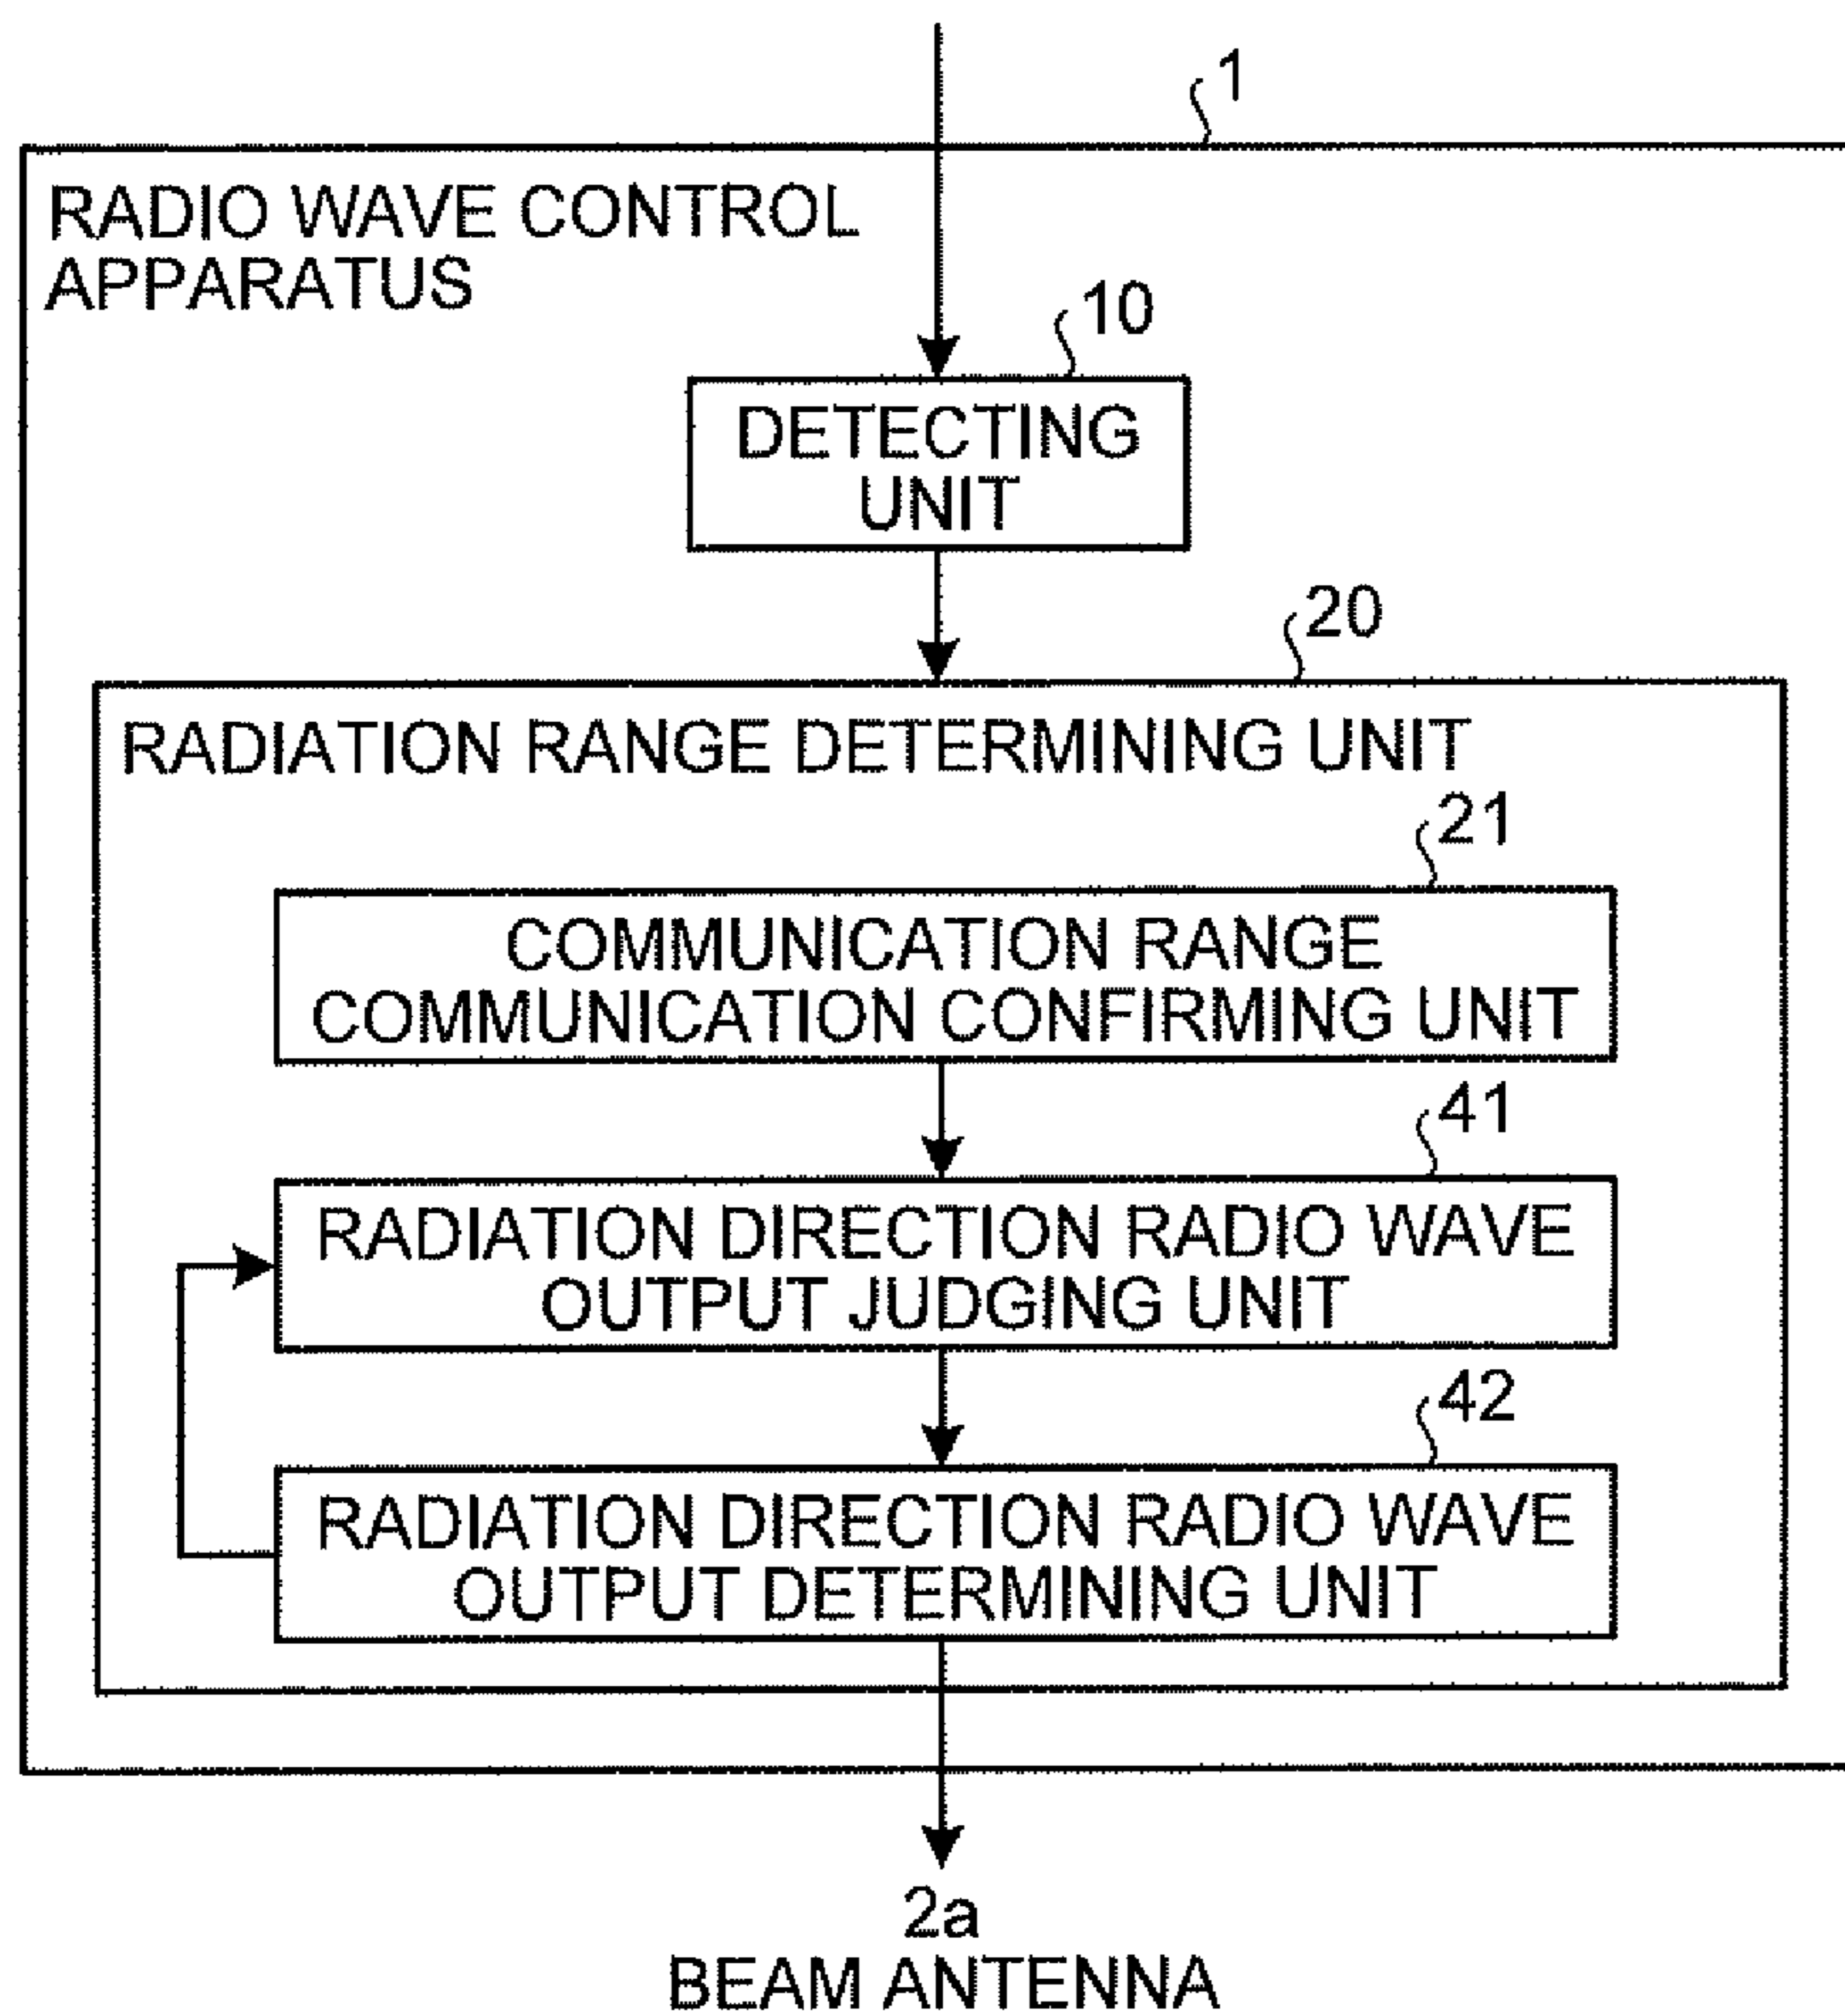 1
RADIO WAVE CONTROL
APPARATUS
10
DETECTING
UNIT
20
RADIATION RANGE DETERMINING UNIT
21
COMMUNICATION RANGE
COMMUNICATION CONFIRMING UNIT
41
RADIATION DIRECTION RADIO WAVE
OUTPUT JUDGING UNIT
42
RADIATION DIRECTION RADIO WAVE
OUTPUT DETERMINING UNIT
2a
BEAM ANTENNA